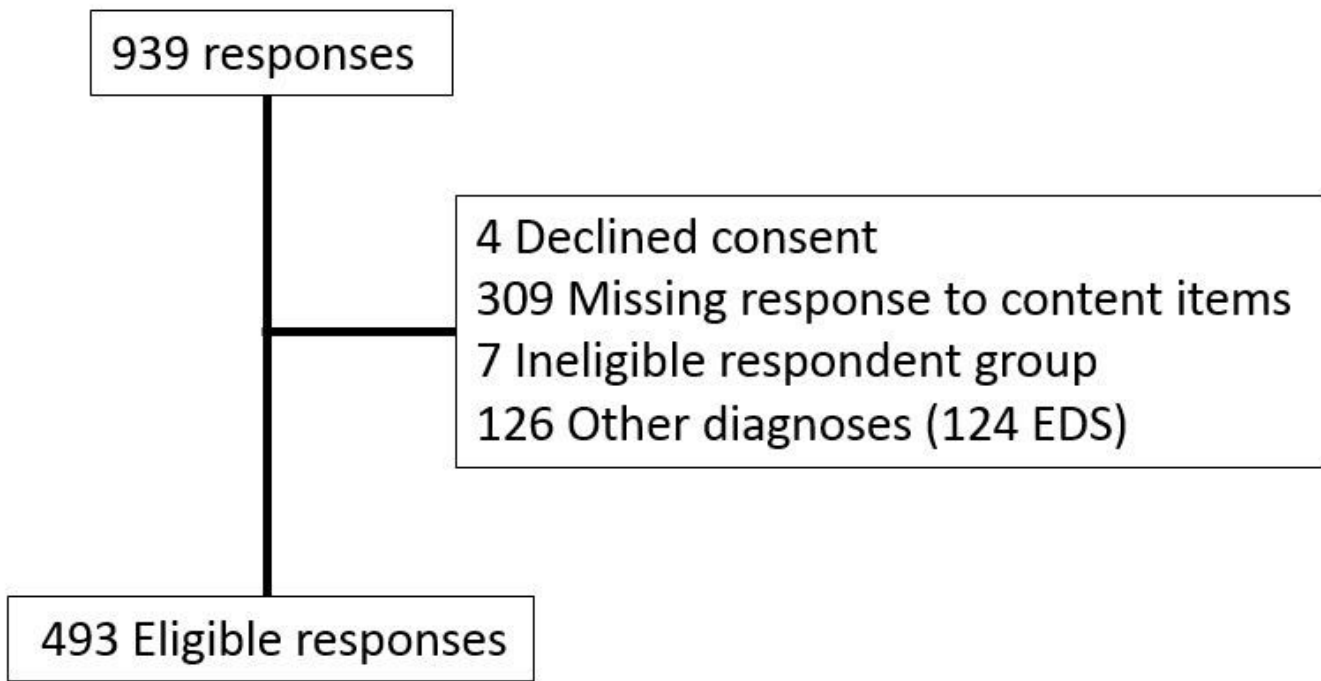 939 responses
4 Declined consent
309 Missing response to content items
7 Ineligible respondent group
126 Other diagnoses (124 EDS)
493 Eligible responses